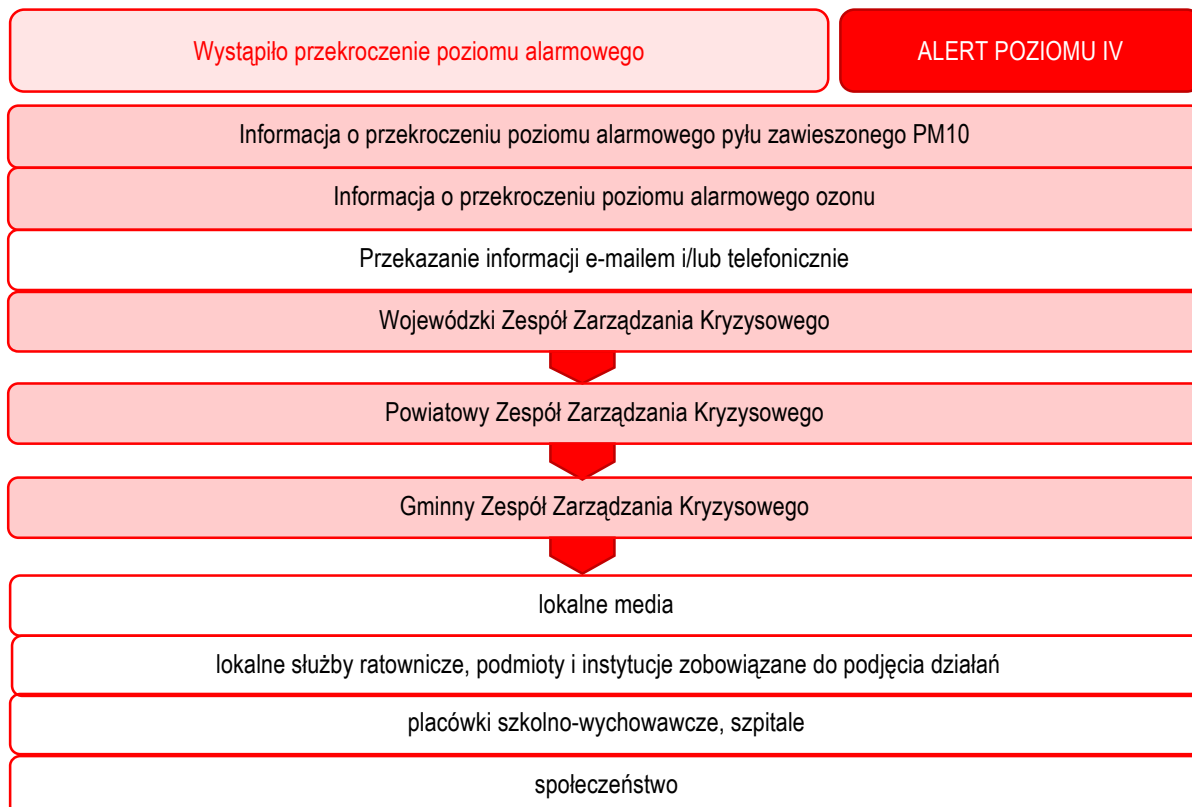 Wystąpiło przekroczenie poziomu alarmowego
ALERT POZIOMU IV
Informacja o przekroczeniu poziomu alarmowego pyłu zawieszonego PM10
Informacja o przekroczeniu poziomu alarmowego ozonu
Przekazanie informacji e-mailem i/lub telefonicznie
Wojewódzki Zespół Zarządzania Kryzysowego
Powiatowy Zespół Zarządzania Kryzysowego
Gminny Zespół Zarządzania Kryzysowego
lokalne media
lokalne służby ratownicze, podmioty i instytucje zobowiązane do podjęcia działań
placówki szkolno-wychowawcze, szpitale
społeczeństwo